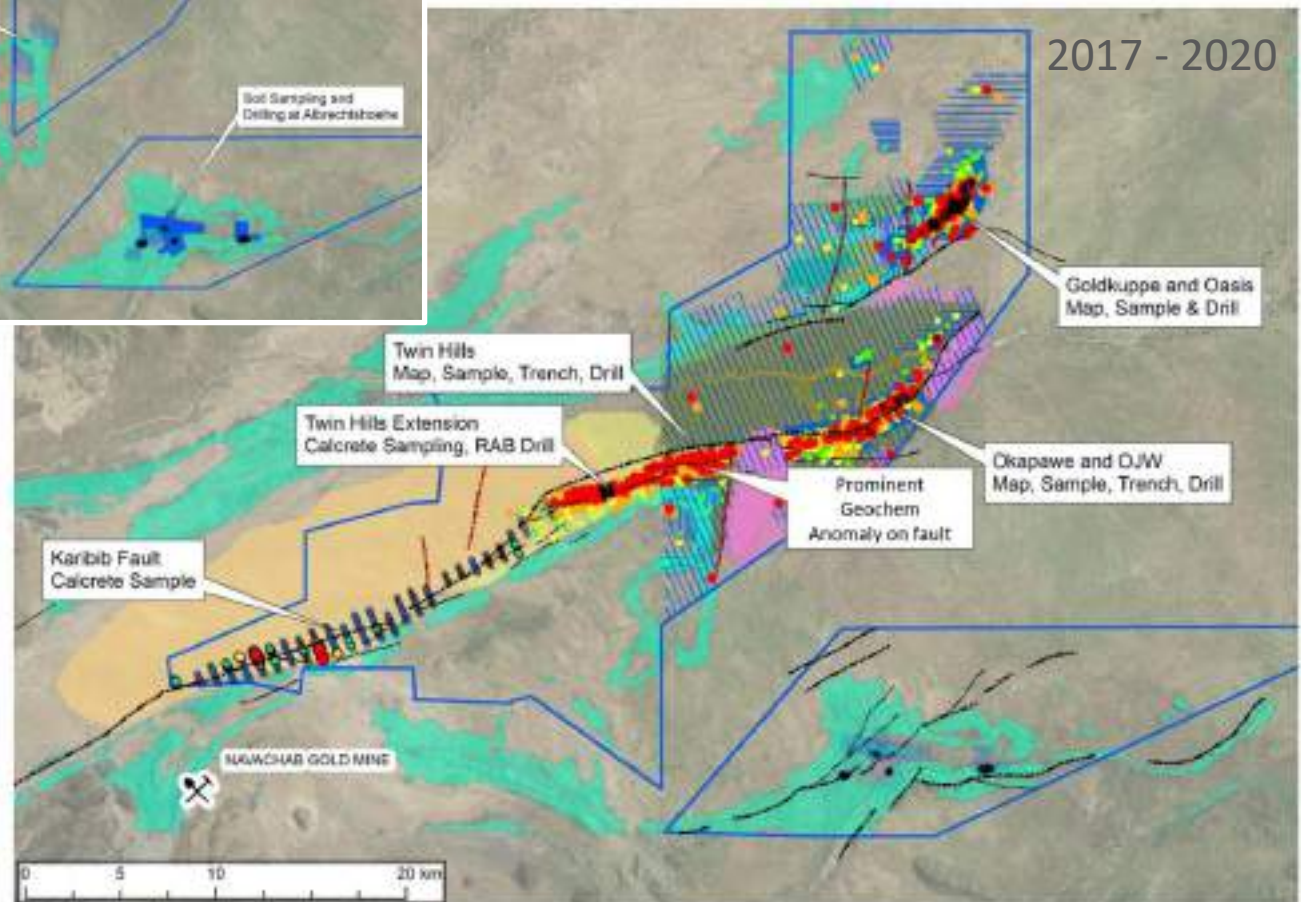 2017 - 2020
Soil Sampling and
Drilling at Albrechtshoehe
Goldkuppe and Oasis
Map, Sample & Drill
Twin Hills
Map, Sample, Trench, Drill
Twin Hills Extension
Calcrete Sampling, RAB Drill
Okapawe and OJW
Map, Sample, Trench, Drill
Prominent
Geochem
Anomaly on fault
Karibib Fault
Calcrete Sample
NAVACHAB GOLD MINE
0 5 10 20 km